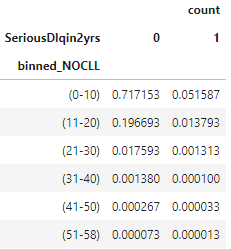 count
SeriousDlqin2yrs 0 1
binned_NOCLL
(0-10) 0.717153 0.051587
(11-20) 0.196693 0.013793
(21-30) 0.017593 0.001313
(31-40) 0.001380 0.000100
(41-50) 0.000267 0.000033
(51-58) 0.000073 0.000013